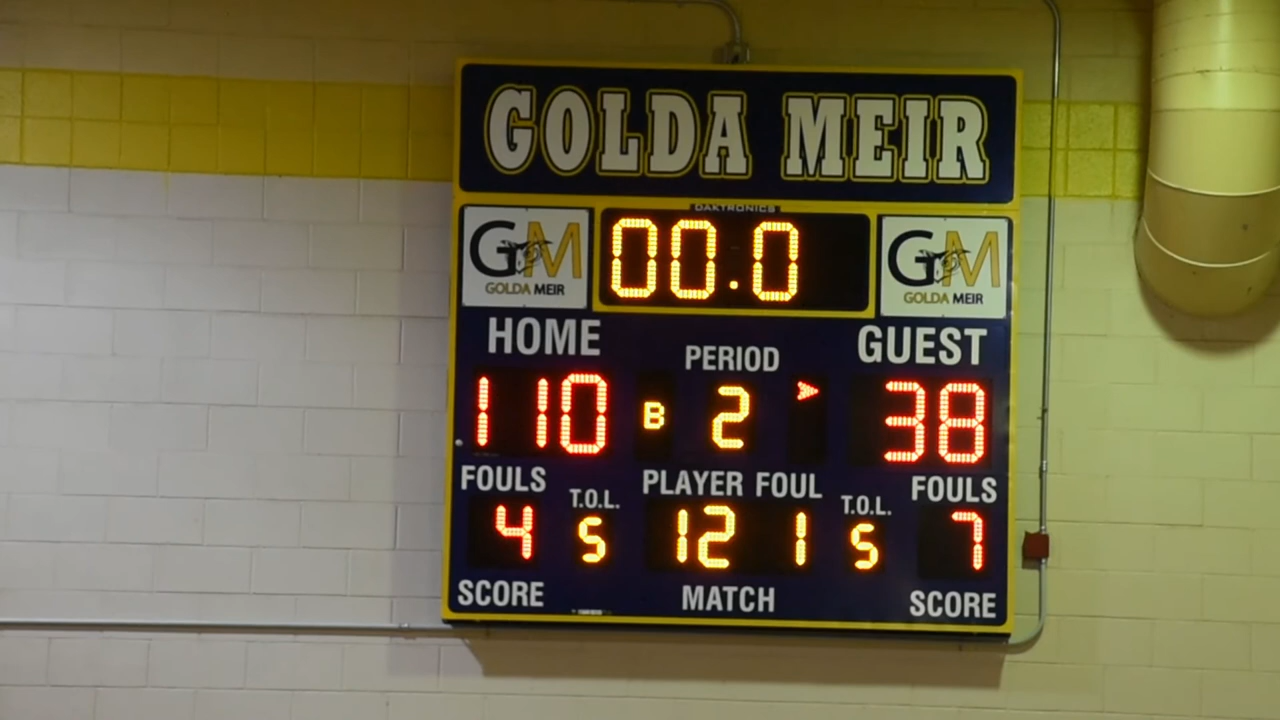 GOLDA MEIR
DAKTRONICS
GM
GOLDA MEIR
00.0
GM
GOLDA MEIR
HOME
PERIOD
GUEST
110
B
2
38
FOULS
T.O.L.
PLAYER FOUL
T.O.L.
FOULS
4
5
12 1
5
7
SCORE
MATCH
SCORE